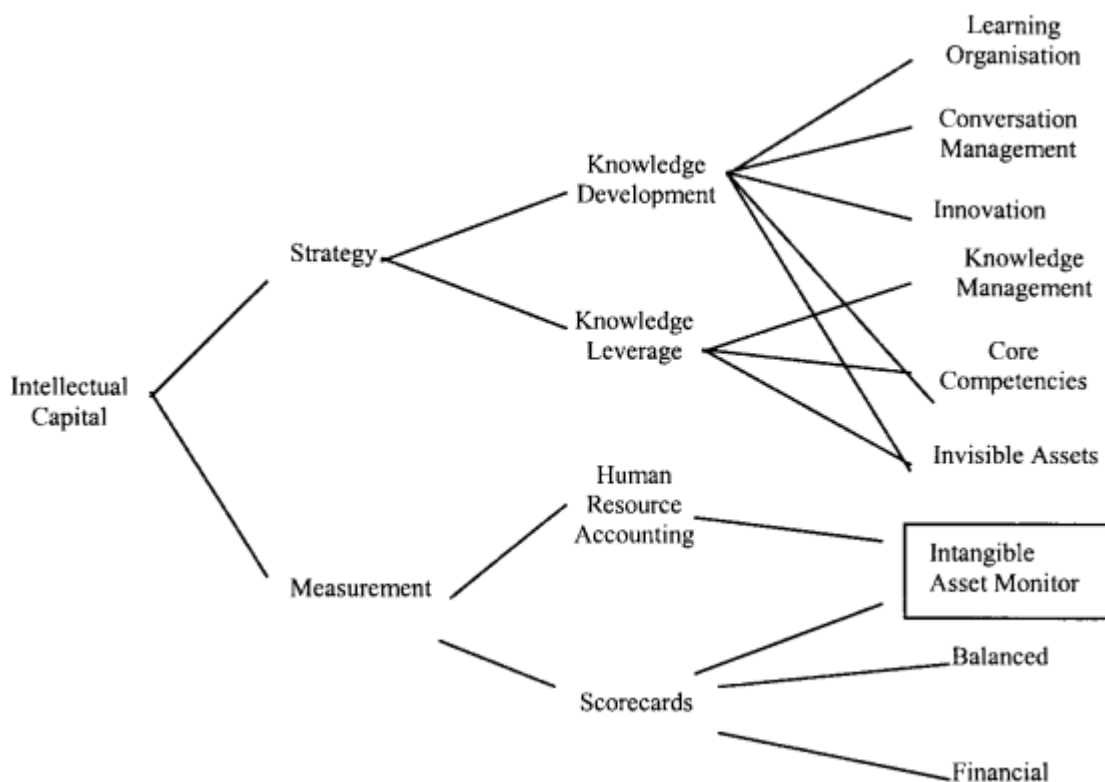 Learning
Organisation
Conversation
Management
Knowledge
Development
Innovation
Strategy
Knowledge
Management
Knowledge
Leverage
Core
Competencies
Intellectual
Capital
Invisible Assets
Human
Resource
Accounting
Intangible
Asset Monitor
Measurement
Balanced
Scorecards
Financial